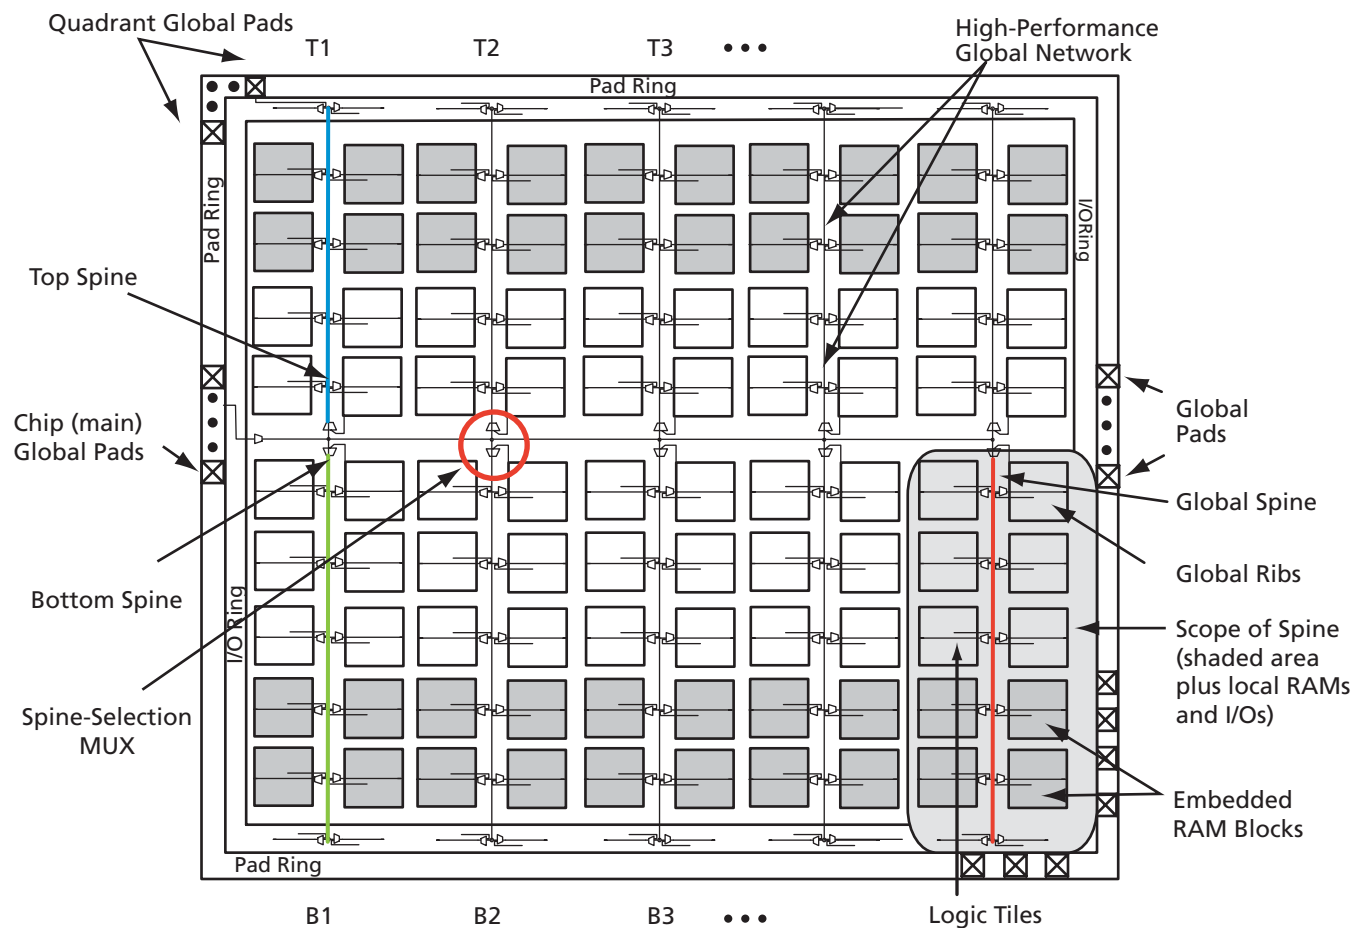 Quadrant Global Pads
T1
T2
T3
High-Performance
Global Network
Pad Ring
Pad Ring
I/ORing
Top Spine
Chip (main)
Global Pads
Global
Pads
Global Spine
Global Ribs
Bottom Spine
I/O Ring
Scope of Spine
(shaded area
plus local RAMs
and I/Os)
Spine-Selection
MUX
Embedded
RAM Blocks
Pad Ring
B1
B2
B3
Logic Tiles